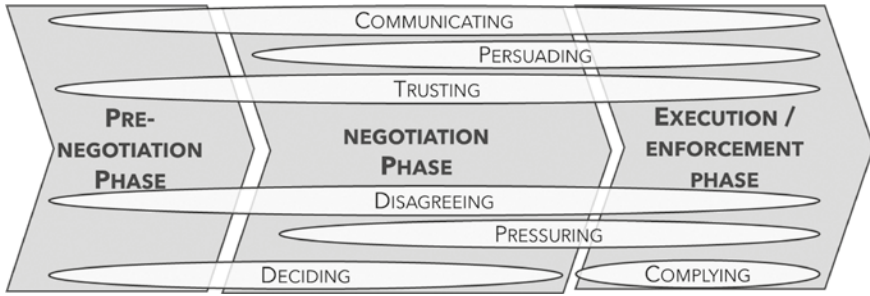 COMMUNICATING
PERSUADING
TRUSTING
PRE-
NEGOTIATION
PHASE
NEGOTIATION
PHASE
EXECUTION /
ENFORCEMENT
PHASE
DISAGREEING
PRESSURING
DECIDING
COMPLYING